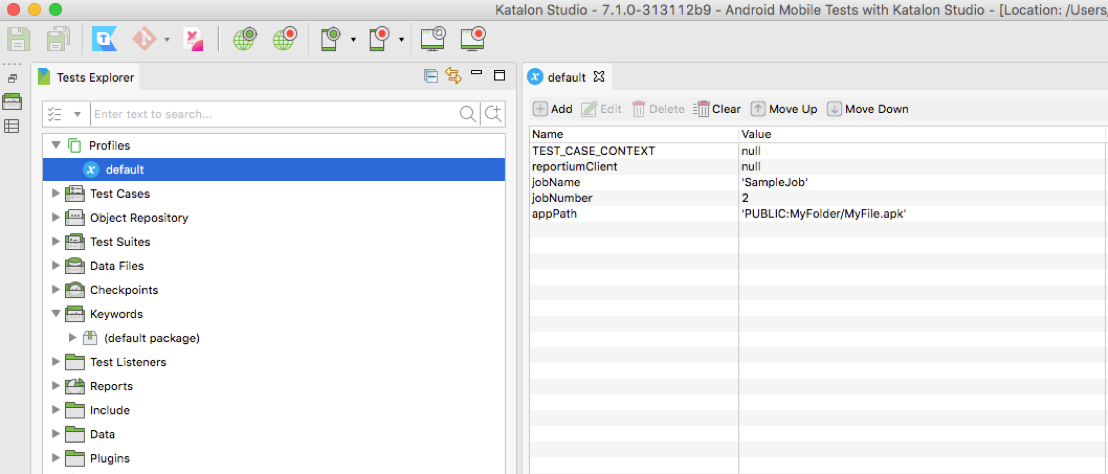 Katalon Studio - 7.1.0-313112b9 - Android Mobile Tests with Katalon Studio - [Location: /Users,
Tests Explorer
default
Enter text to search...
Add Edit Delete Clear Move Up Move Down
Profiles
default
Test Cases
Object Repository
Test Suites
Data Files
Checkpoints
Keywords
(default package)
Test Listeners
Reports
Include
Data
Plugins
Name Value
TEST_CASE_CONTEXT null
reportiumClient null
jobName 'SampleJob'
jobNumber 2
appPath 'PUBLIC:MyFolder/MyFile.apk'